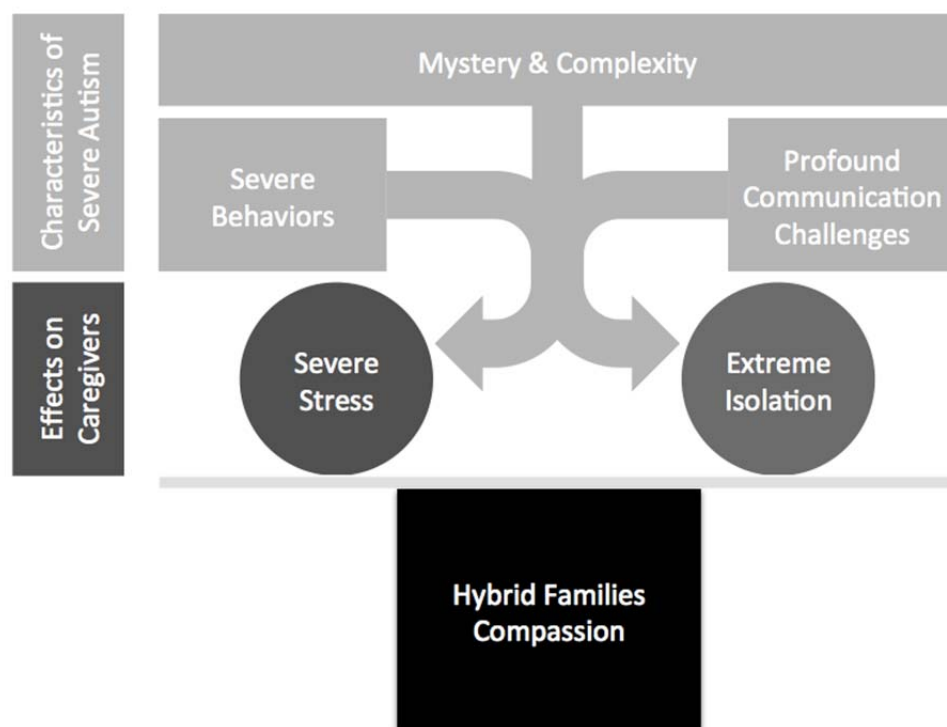 Characteristics of
Severe Autism
Mystery & Complexity
Severe
Behaviors
Profound
Communication
Challenges
Effects on
Caregivers
Severe
Stress
Extreme
Isolation
Hybrid Families
Compassion